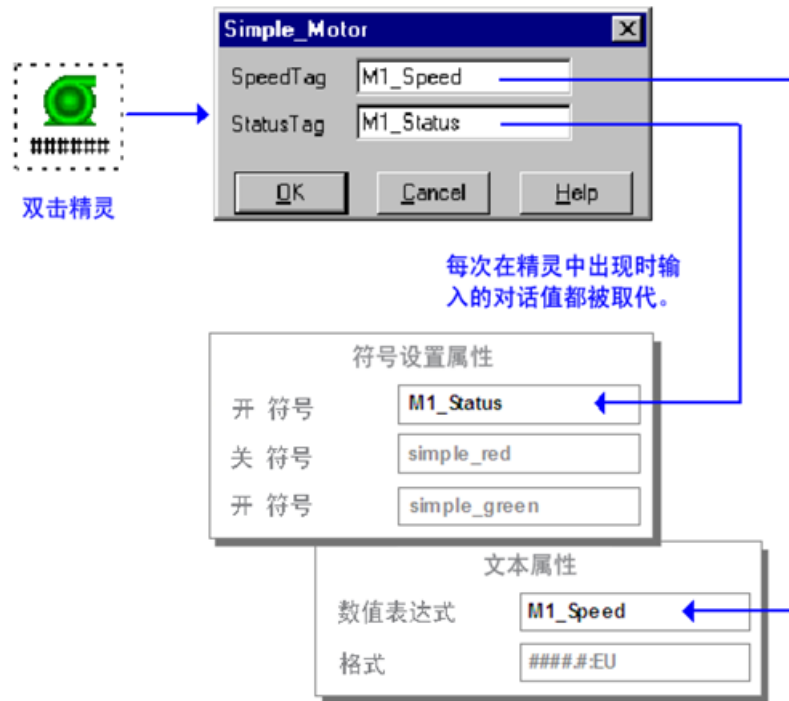 Simple_Motor
SpeedTag M1_Speed
StatusTag M1_Status
#######
OK Cancel Help
双击精灵
每次在精灵中出现时输
入的对话值都被取代。
符号设置属性
开 符号 M1_Status
关 符号 simple_red
开 符号 simple_green
文本属性
数值表达式 M1_Speed
格式 ####.#:EU